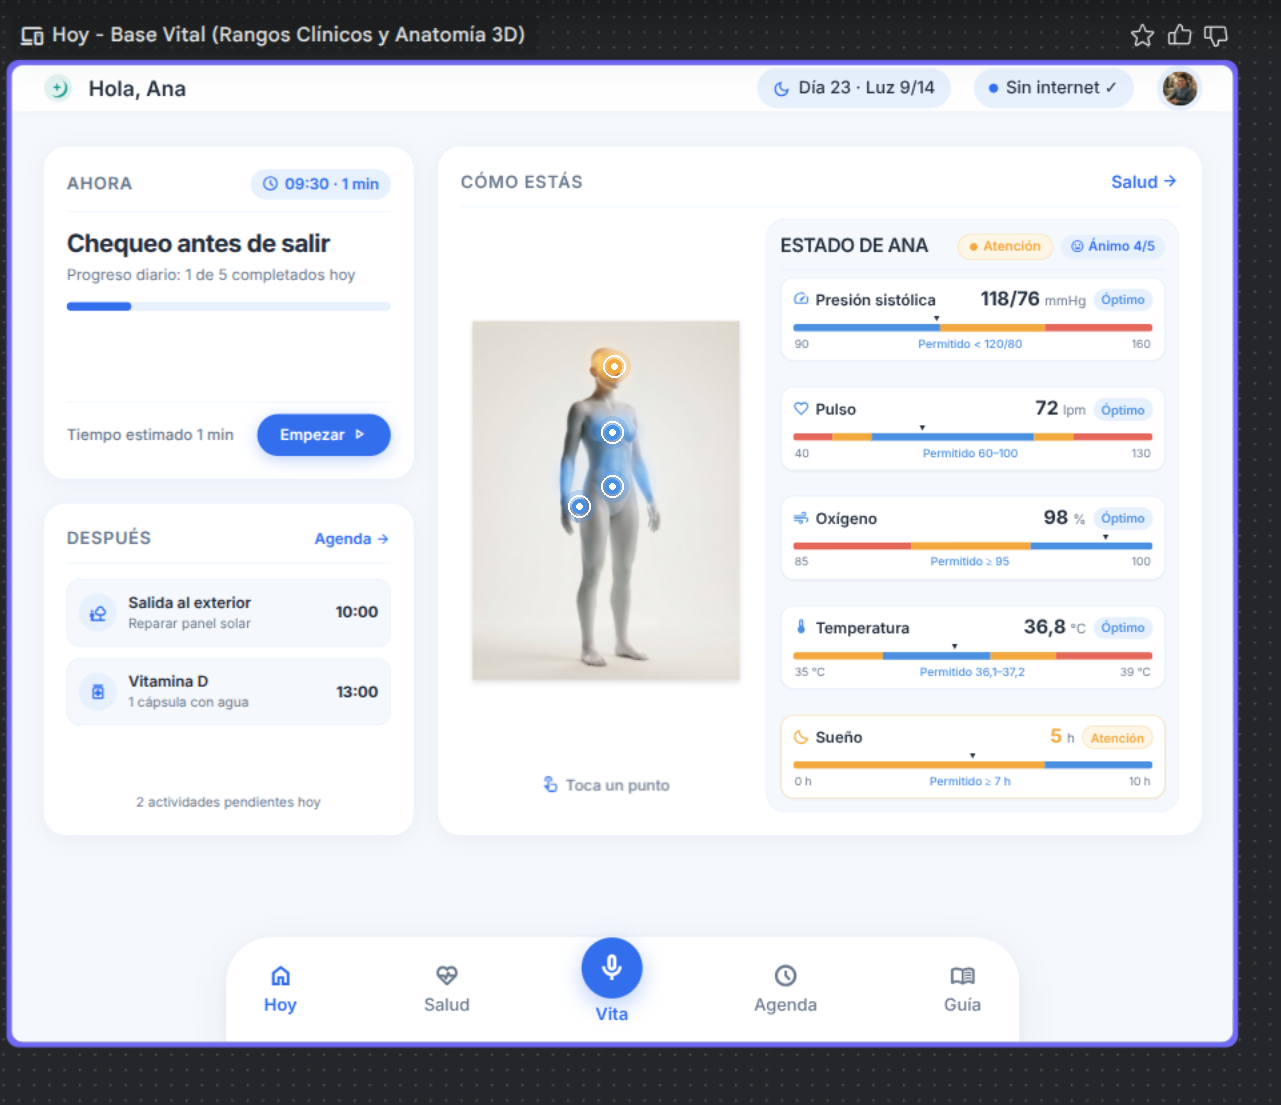 Hoy - Base Vital (Rangos Clínicos y Anatomía 3D)
Hola, Ana
Día 23 · Luz 9/14
Sin internet ✓
AHORA
09:30 · 1 min
Chequeo antes de salir
Progreso diario: 1 de 5 completados hoy
Tiempo estimado 1 min
Empezar
DESPUÉS
Agenda →
Salida al exterior
Reparar panel solar
10:00
Vitamina D
1 cápsula con agua
13:00
2 actividades pendientes hoy
CÓMO ESTÁS
Salud →
Toca un punto
ESTADO DE ANA
Atención
Ánimo 4/5
Presión sistólica
118/76 mmHg
Óptimo
90
Permitido < 120/80
160
Pulso
72 lpm
Óptimo
40
Permitido 60–100
130
Oxígeno
98 %
Óptimo
85
Permitido ≥ 95
100
Temperatura
36,8 °C
Óptimo
35 °C
Permitido 36,1–37,2
39 °C
Sueño
5 h
Atención
0 h
Permitido ≥ 7 h
10 h
Hoy
Salud
Vita
Agenda
Guía